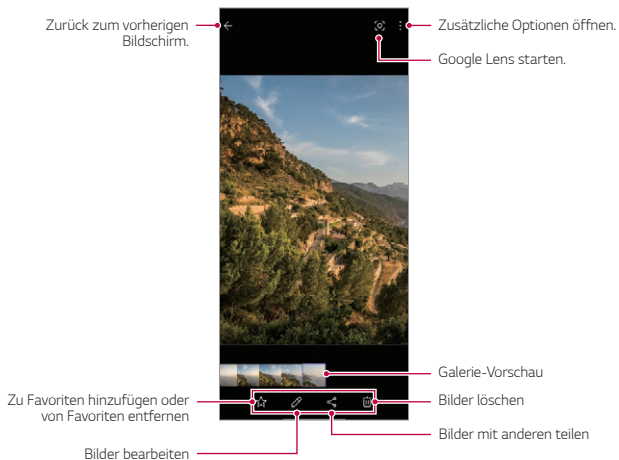 Zurück zum vorherigen
Bildschirm.
Zusätzliche Optionen öffnen.
Google Lens starten.
Galerie-Vorschau
Zu Favoriten hinzufügen oder
von Favoriten entfernen
Bilder löschen
Bilder mit anderen teilen
Bilder bearbeiten